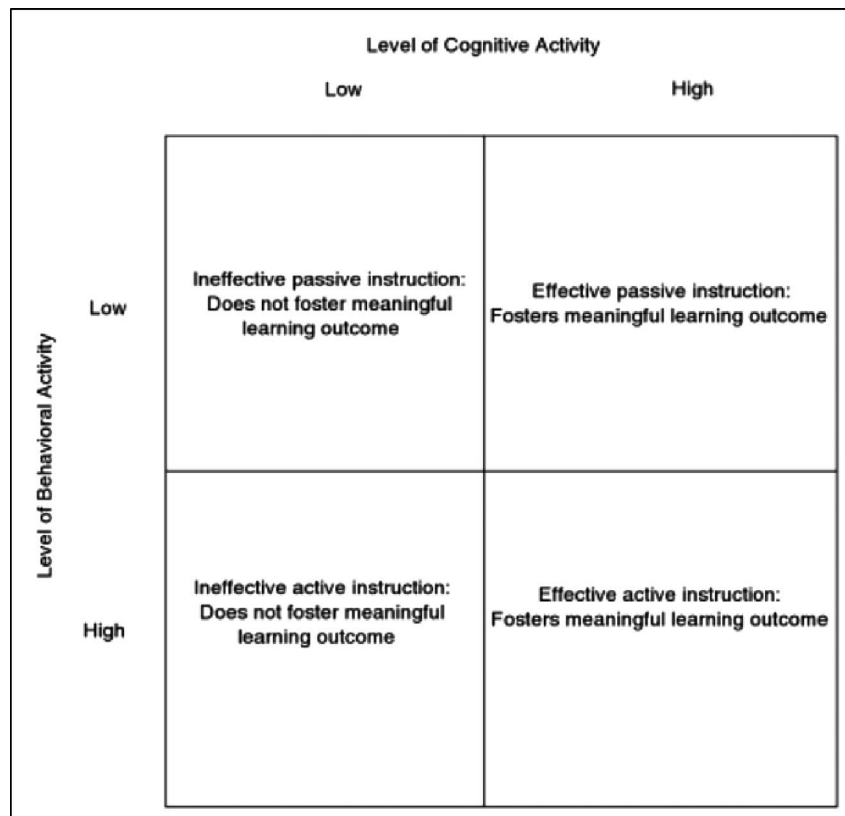 Level of Cognitive Activity
Low
High
Level of Behavioral Activity
Low
Ineffective passive instruction:
Does not foster meaningful
learning outcome
Effective passive instruction:
Fosters meaningful learning outcome
High
Ineffective active instruction:
Does not foster meaningful
learning outcome
Effective active instruction:
Fosters meaningful learning outcome